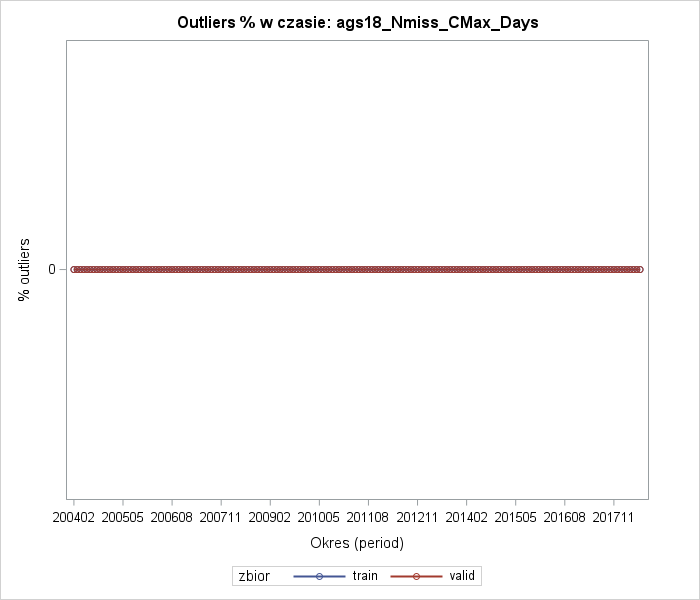 Outliers % w czasie: ags18_Nmiss_CMax_Days
% outliers
0
200402 200505 200608 200711 200902 201005 201108 201211 201402 201505 201608 201711
Okres (period)
zbior train valid